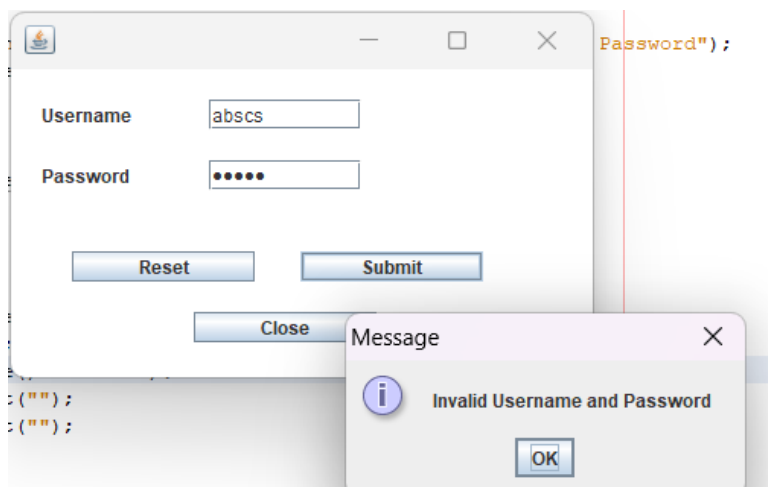 Password");
Username
abscs
Password
•••••
Reset
Submit
Close
Message
i
Invalid Username and Password
OK
("");
("");